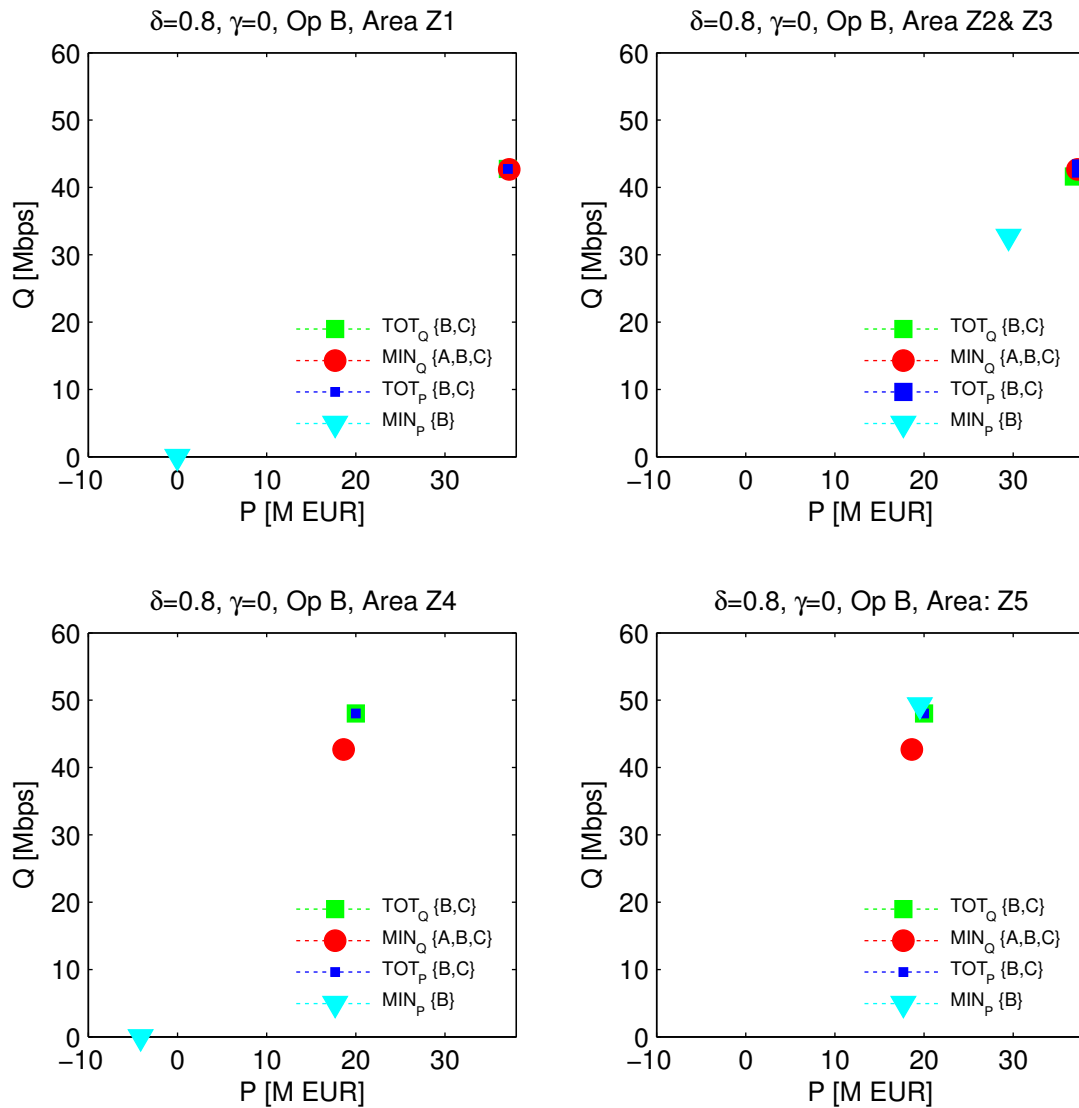 δ=0.8, γ=0, Op B, Area Z1
60
50
40
30
20
10
0
Q [Mbps]
TOT_Q {B,C}
MIN_Q {A,B,C}
TOT_P {B,C}
MIN_P {B}
−10 0 10 20 30
P [M EUR]
δ=0.8, γ=0, Op B, Area Z2& Z3
60
50
40
30
20
10
0
Q [Mbps]
TOT_Q {B,C}
MIN_Q {A,B,C}
TOT_P {B,C}
MIN_P {B}
−10 0 10 20 30
P [M EUR]
δ=0.8, γ=0, Op B, Area Z4
60
50
40
30
20
10
0
Q [Mbps]
TOT_Q {B,C}
MIN_Q {A,B,C}
TOT_P {B,C}
MIN_P {B}
−10 0 10 20 30
P [M EUR]
δ=0.8, γ=0, Op B, Area: Z5
60
50
40
30
20
10
0
Q [Mbps]
TOT_Q {B,C}
MIN_Q {A,B,C}
TOT_P {B,C}
MIN_P {B}
−10 0 10 20 30
P [M EUR]